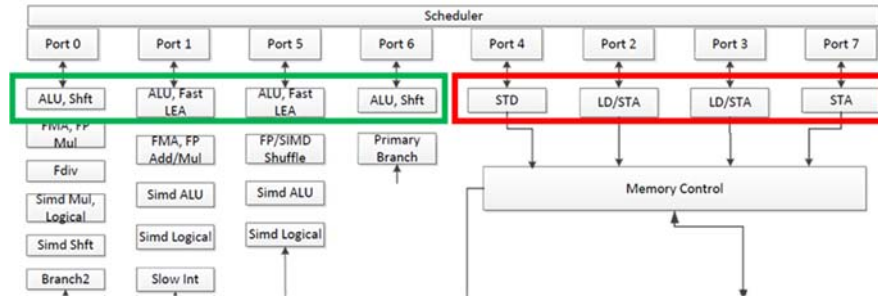 Scheduler
Port 0
Port 1
Port 5
Port 6
Port 4
Port 2
Port 3
Port 7
ALU, Shft
ALU, Fast
LEA
ALU, Fast
LEA
ALU, Shft
STD
LD/STA
LD/STA
STA
FMA, FP
Mul
FMA, FP
Add/Mul
FP/SIMD
Shuffle
Primary
Branch
Fdiv
Simd Mul,
Logical
Simd ALU
Simd ALU
Memory Control
Simd Shft
Simd Logical
Simd Logical
Branch2
Slow Int